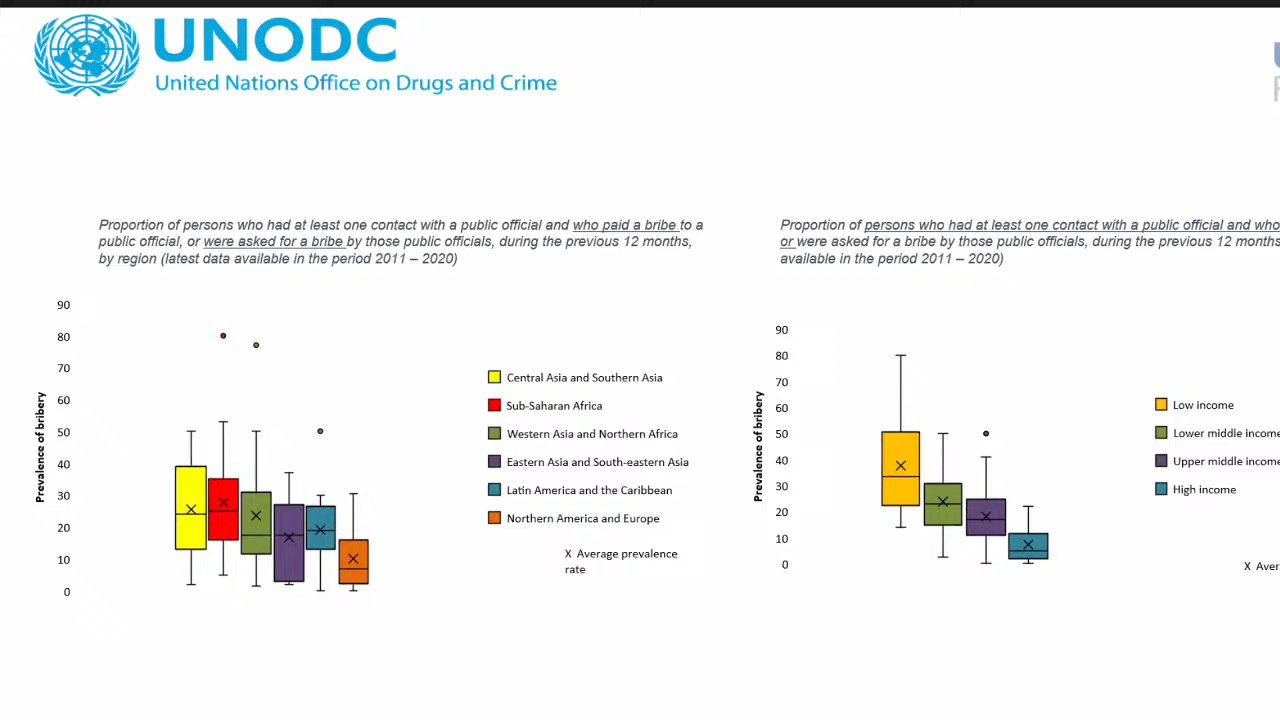 UNODC
United Nations Office on Drugs and Crime
Proportion of persons who had at least one contact with a public official and who paid a bribe to a
public official, or were asked for a bribe by those public officials, during the previous 12 months,
by region (latest data available in the period 2011 – 2020)
90
80
70
60
50
40
30
20
10
0
Prevalence of bribery
Central Asia and Southern Asia
Sub-Saharan Africa
Western Asia and Northern Africa
Eastern Asia and South-eastern Asia
Latin America and the Caribbean
Northern America and Europe
X Average prevalence
rate
Proportion of persons who had at least one contact with a public official and who
or were asked for a bribe by those public officials, during the previous 12 months
available in the period 2011 – 2020)
90
80
70
60
50
40
30
20
10
0
Prevalence of bribery
Low income
Lower middle income
Upper middle income
High income
X Aver